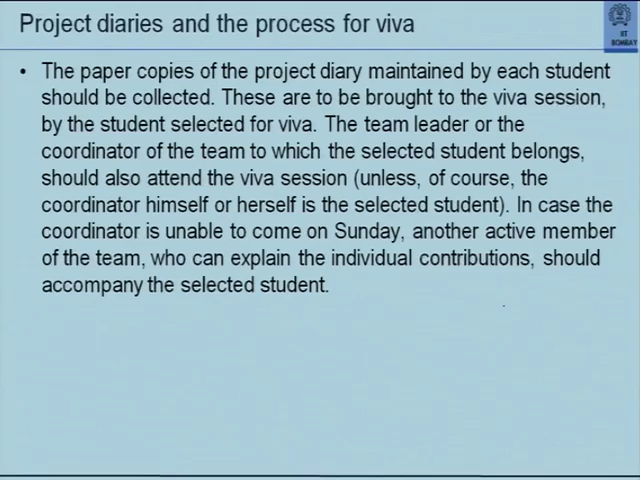 Project diaries and the process for viva
IIT
BOMBAY
• The paper copies of the project diary maintained by each student
should be collected. These are to be brought to the viva session,
by the student selected for viva. The team leader or the
coordinator of the team to which the selected student belongs,
should also attend the viva session (unless, of course, the
coordinator himself or herself is the selected student). In case the
coordinator is unable to come on Sunday, another active member
of the team, who can explain the individual contributions, should
accompany the selected student.